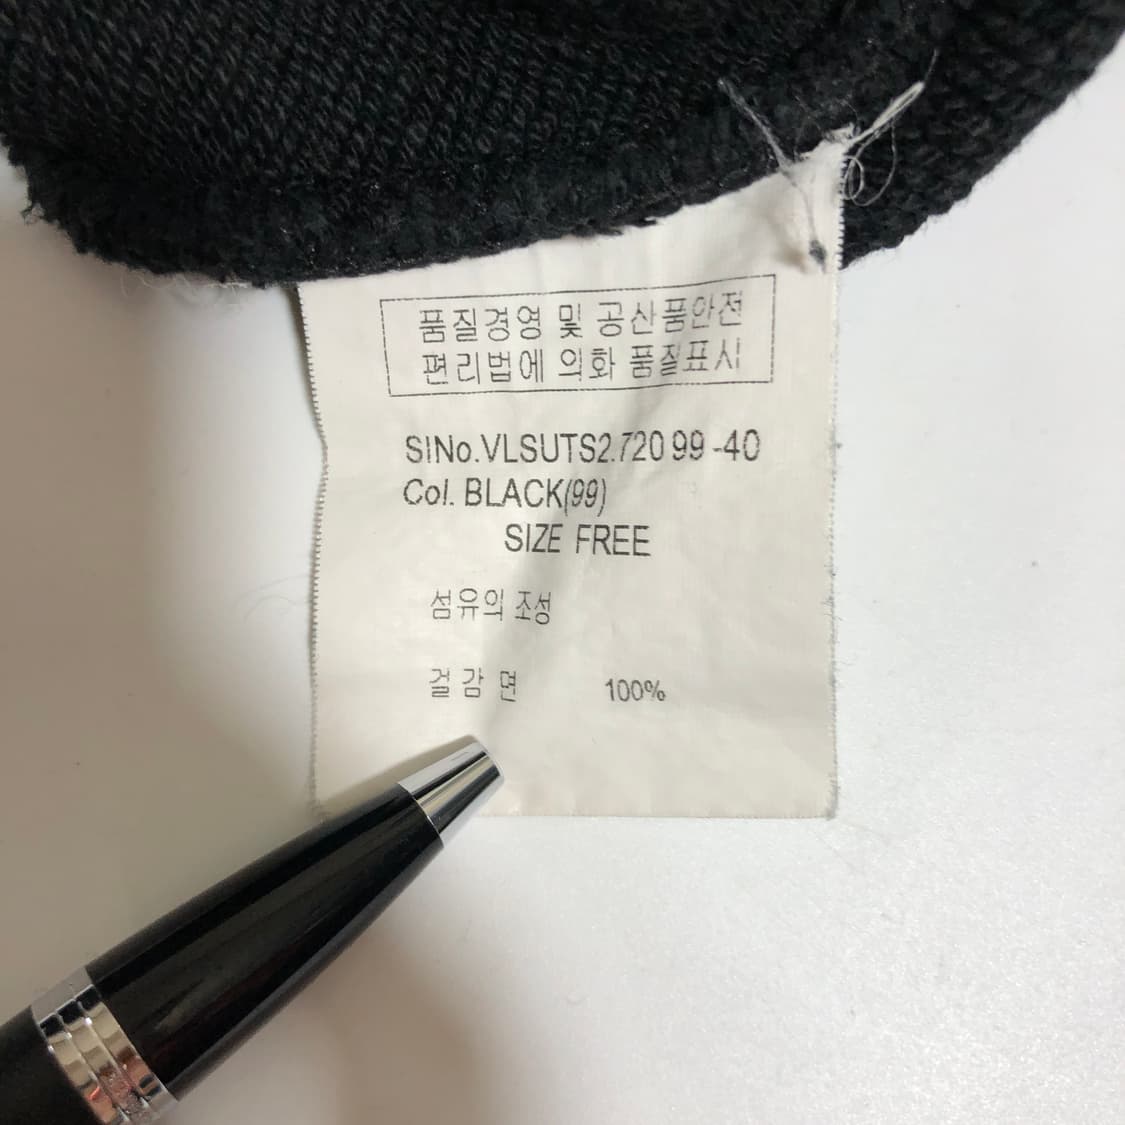 품질경영 및 공산품안전
편리법에 의화 품질표시
SINo.VLSUTS2.720 99 -40
Col. BLACK(99)
SIZE FREE
섬유의 조성
걸감 면 100%